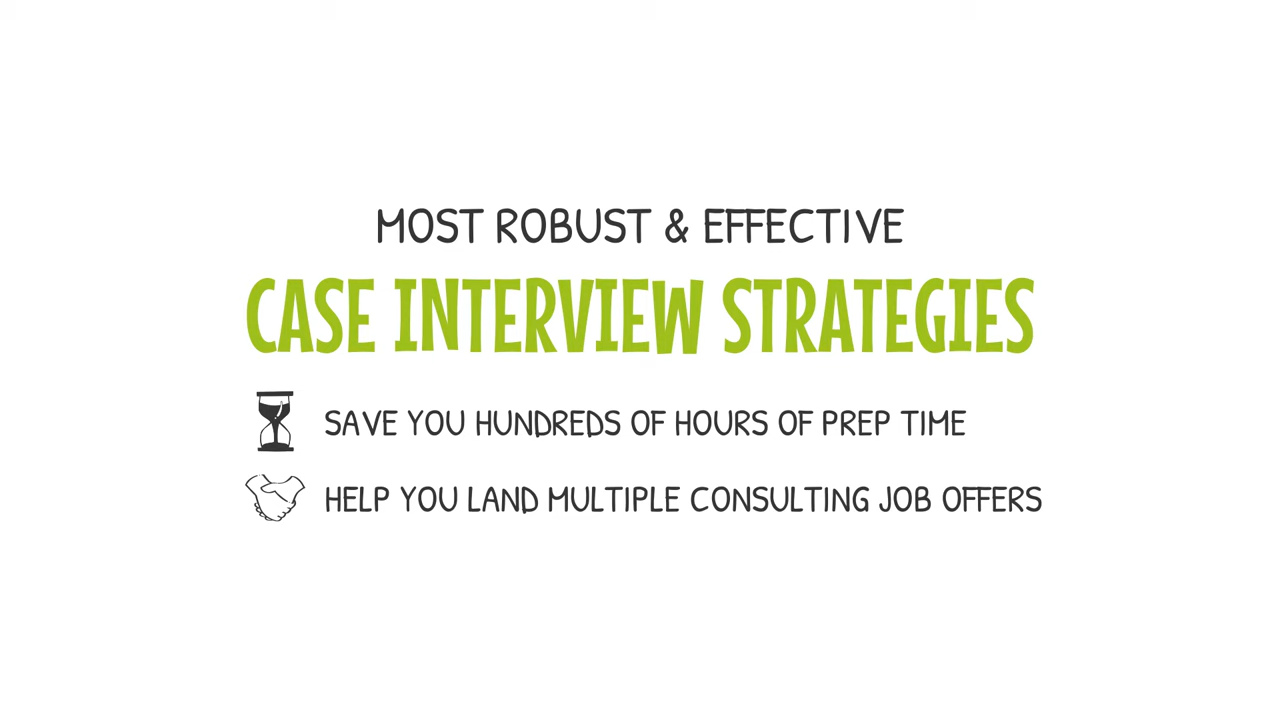 MOST ROBUST & EFFECTIVE
CASE INTERVIEW STRATEGIES
SAVE YOU HUNDREDS OF HOURS OF PREP TIME
HELP YOU LAND MULTIPLE CONSULTING JOB OFFERS